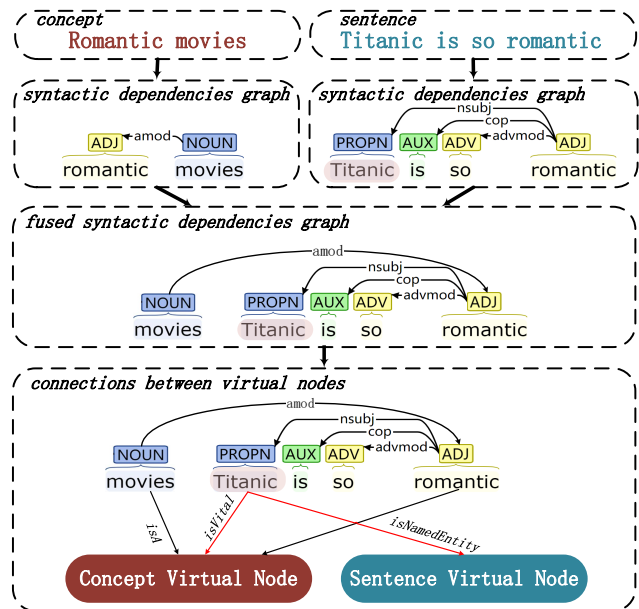 concept
Romantic movies
sentence
Titanic is so romantic
syntactic dependencies graph
ADJ amod NOUN
romantic movies
syntactic dependencies graph
nsubj
cop
PROPN AUX ADV advmod ADJ
Titanic is so romantic
fused syntactic dependencies graph
amod
nsubj
cop
NOUN PROPN AUX ADV advmod ADJ
movies Titanic is so romantic
connections between virtual nodes
amod
nsubj
cop
NOUN PROPN AUX ADV advmod ADJ
movies Titanic is so romantic
isA isVital isNamedEntity
Concept Virtual Node Sentence Virtual Node